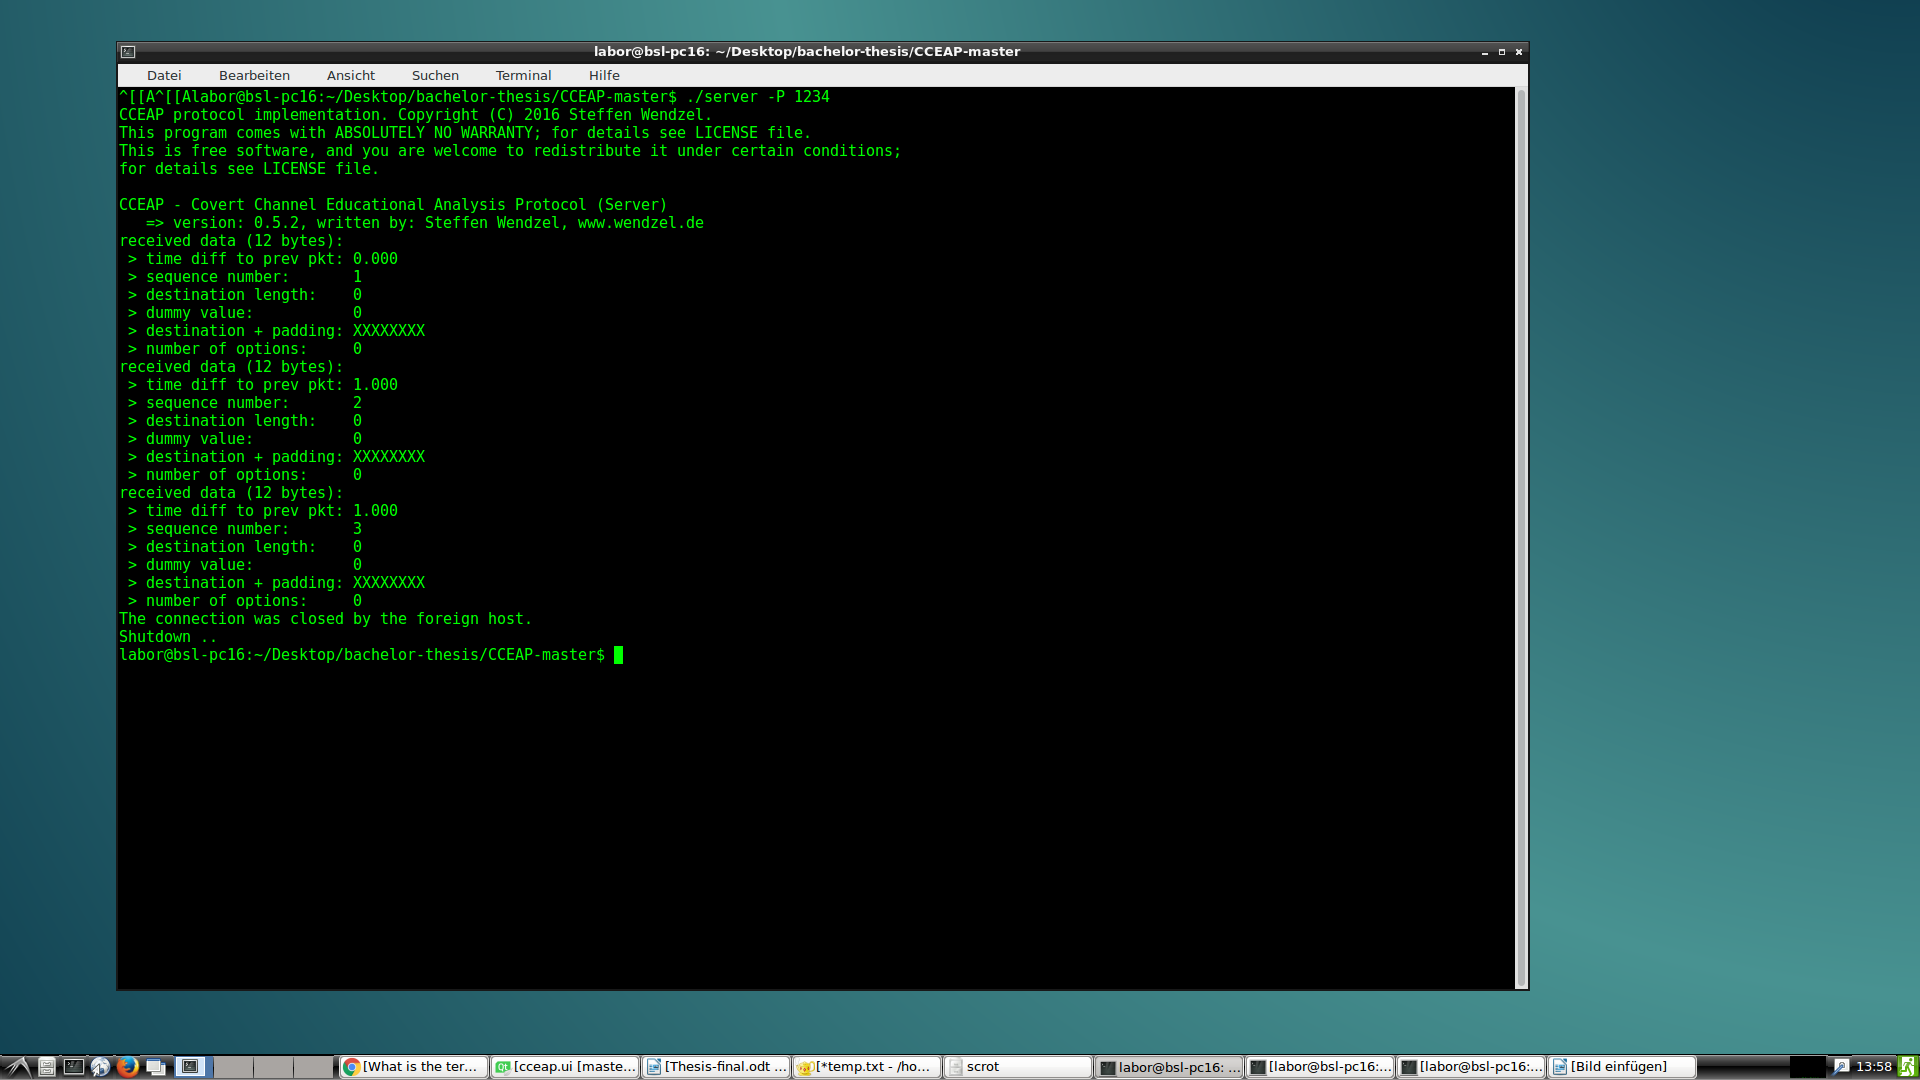 labor@bsl-pc16: ~/Desktop/bachelor-thesis/CCEAP-master
Datei Bearbeiten Ansicht Suchen Terminal Hilfe
^[[A^[[Alabor@bsl-pc16:~/Desktop/bachelor-thesis/CCEAP-master$ ./server -P 1234
CCEAP protocol implementation. Copyright (C) 2016 Steffen Wendzel.
This program comes with ABSOLUTELY NO WARRANTY; for details see LICENSE file.
This is free software, and you are welcome to redistribute it under certain conditions;
for details see LICENSE file.

CCEAP - Covert Channel Educational Analysis Protocol (Server)
   => version: 0.5.2, written by: Steffen Wendzel, www.wendzel.de
received data (12 bytes):
 > time diff to prev pkt: 0.000
 > sequence number:       1
 > destination length:    0
 > dummy value:           0
 > destination + padding: XXXXXXXX
 > number of options:     0
received data (12 bytes):
 > time diff to prev pkt: 1.000
 > sequence number:       2
 > destination length:    0
 > dummy value:           0
 > destination + padding: XXXXXXXX
 > number of options:     0
received data (12 bytes):
 > time diff to prev pkt: 1.000
 > sequence number:       3
 > destination length:    0
 > dummy value:           0
 > destination + padding: XXXXXXXX
 > number of options:     0
The connection was closed by the foreign host.
Shutdown ..
labor@bsl-pc16:~/Desktop/bachelor-thesis/CCEAP-master$
[What is the ter... [cceap.ui [maste... [Thesis-final.odt ... [*temp.txt - /ho... scrot labor@bsl-pc16: ... [labor@bsl-pc16:... [labor@bsl-pc16:... [Bild einfügen] 13:58